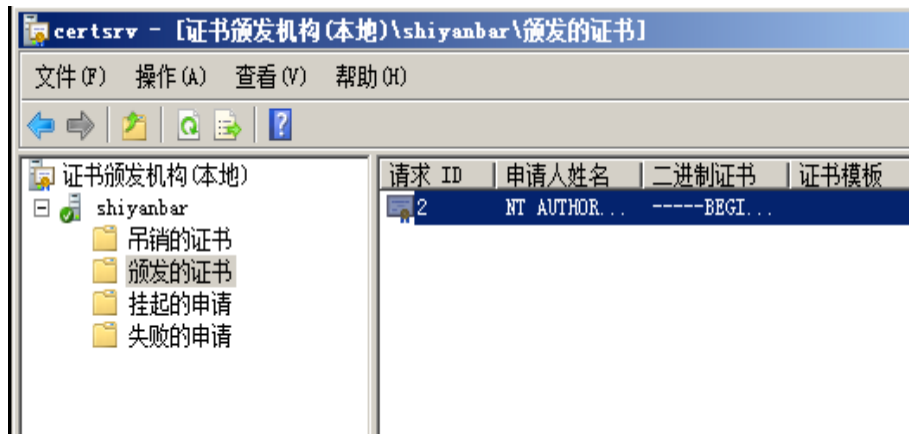 certsrv - [证书颁发机构(本地)\shiyanbar\颁发的证书]
文件(F) 操作(A) 查看(V) 帮助(H)
证书颁发机构(本地)
shiyanbar
吊销的证书
颁发的证书
挂起的申请
失败的申请
请求 ID 申请人姓名 二进制证书 证书模板
2 NT AUTHOR... -----BEGI...